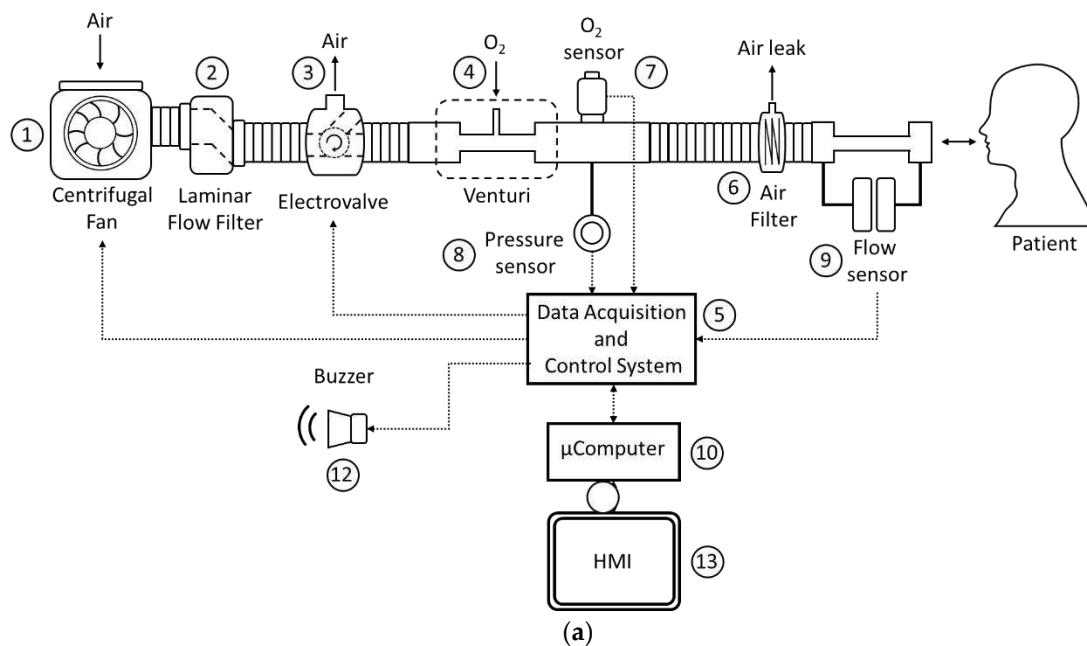 Air
Air
O₂
O₂
sensor
Air leak
1
2
3
4
7
Centrifugal
Fan
Laminar
Flow Filter
Electrovalve
Venturi
6
Air
Filter
8
Pressure
sensor
9
Flow
sensor
Patient
Data Acquisition
and
Control System
5
Buzzer
12
µComputer
10
HMI
13
(a)